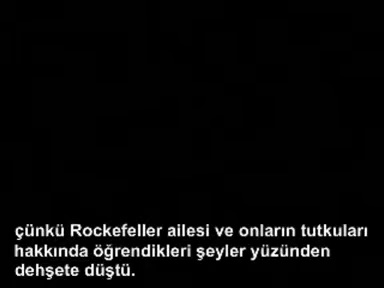 çünkü Rockefeller ailesi ve onların tutkuları
hakkında öğrendikleri şeyler yüzünden
dehşete düştü.